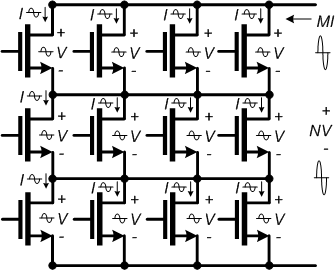 I I I I MI
+ + + +
V V V V
- - - -
I I I I
+ + + + +
V V V V NV
- - - - -
I I I I
+ + + +
V V V V
- - - -